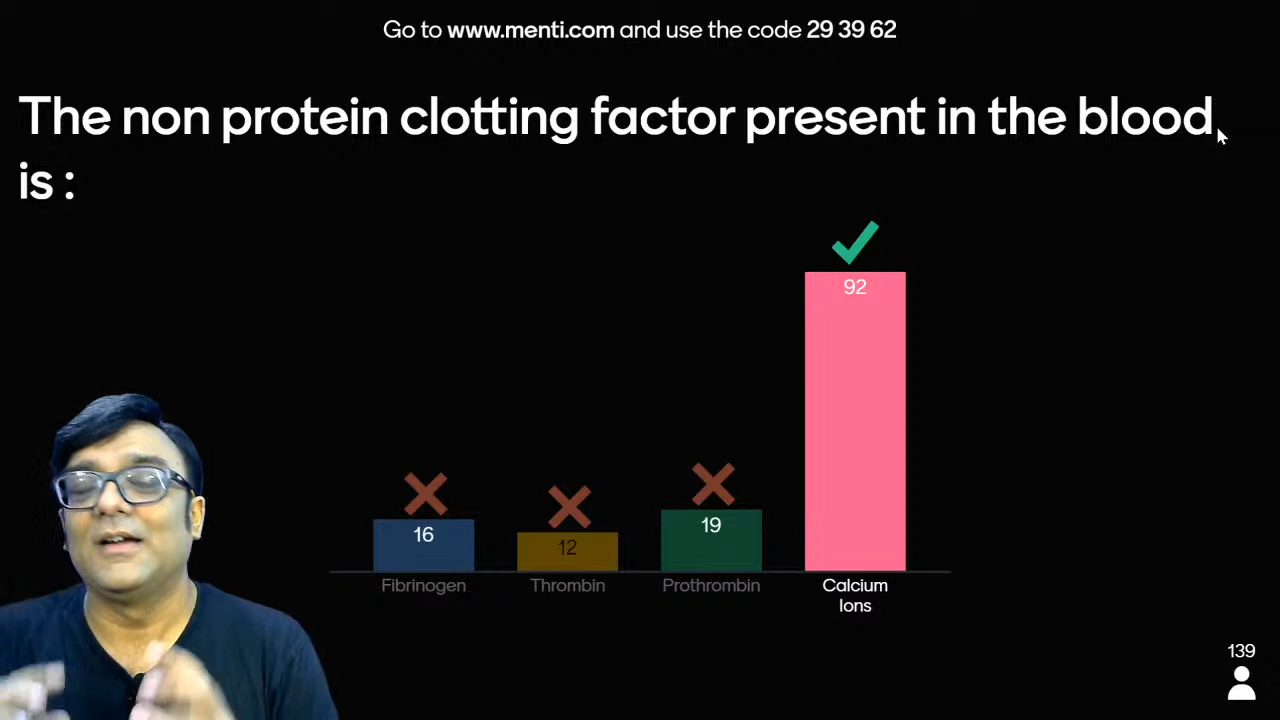 Go to www.menti.com and use the code 29 39 62
The non protein clotting factor present in the blood
is :
92
16
12
19
Fibrinogen
Thrombin
Prothrombin
Calcium
Ions
139